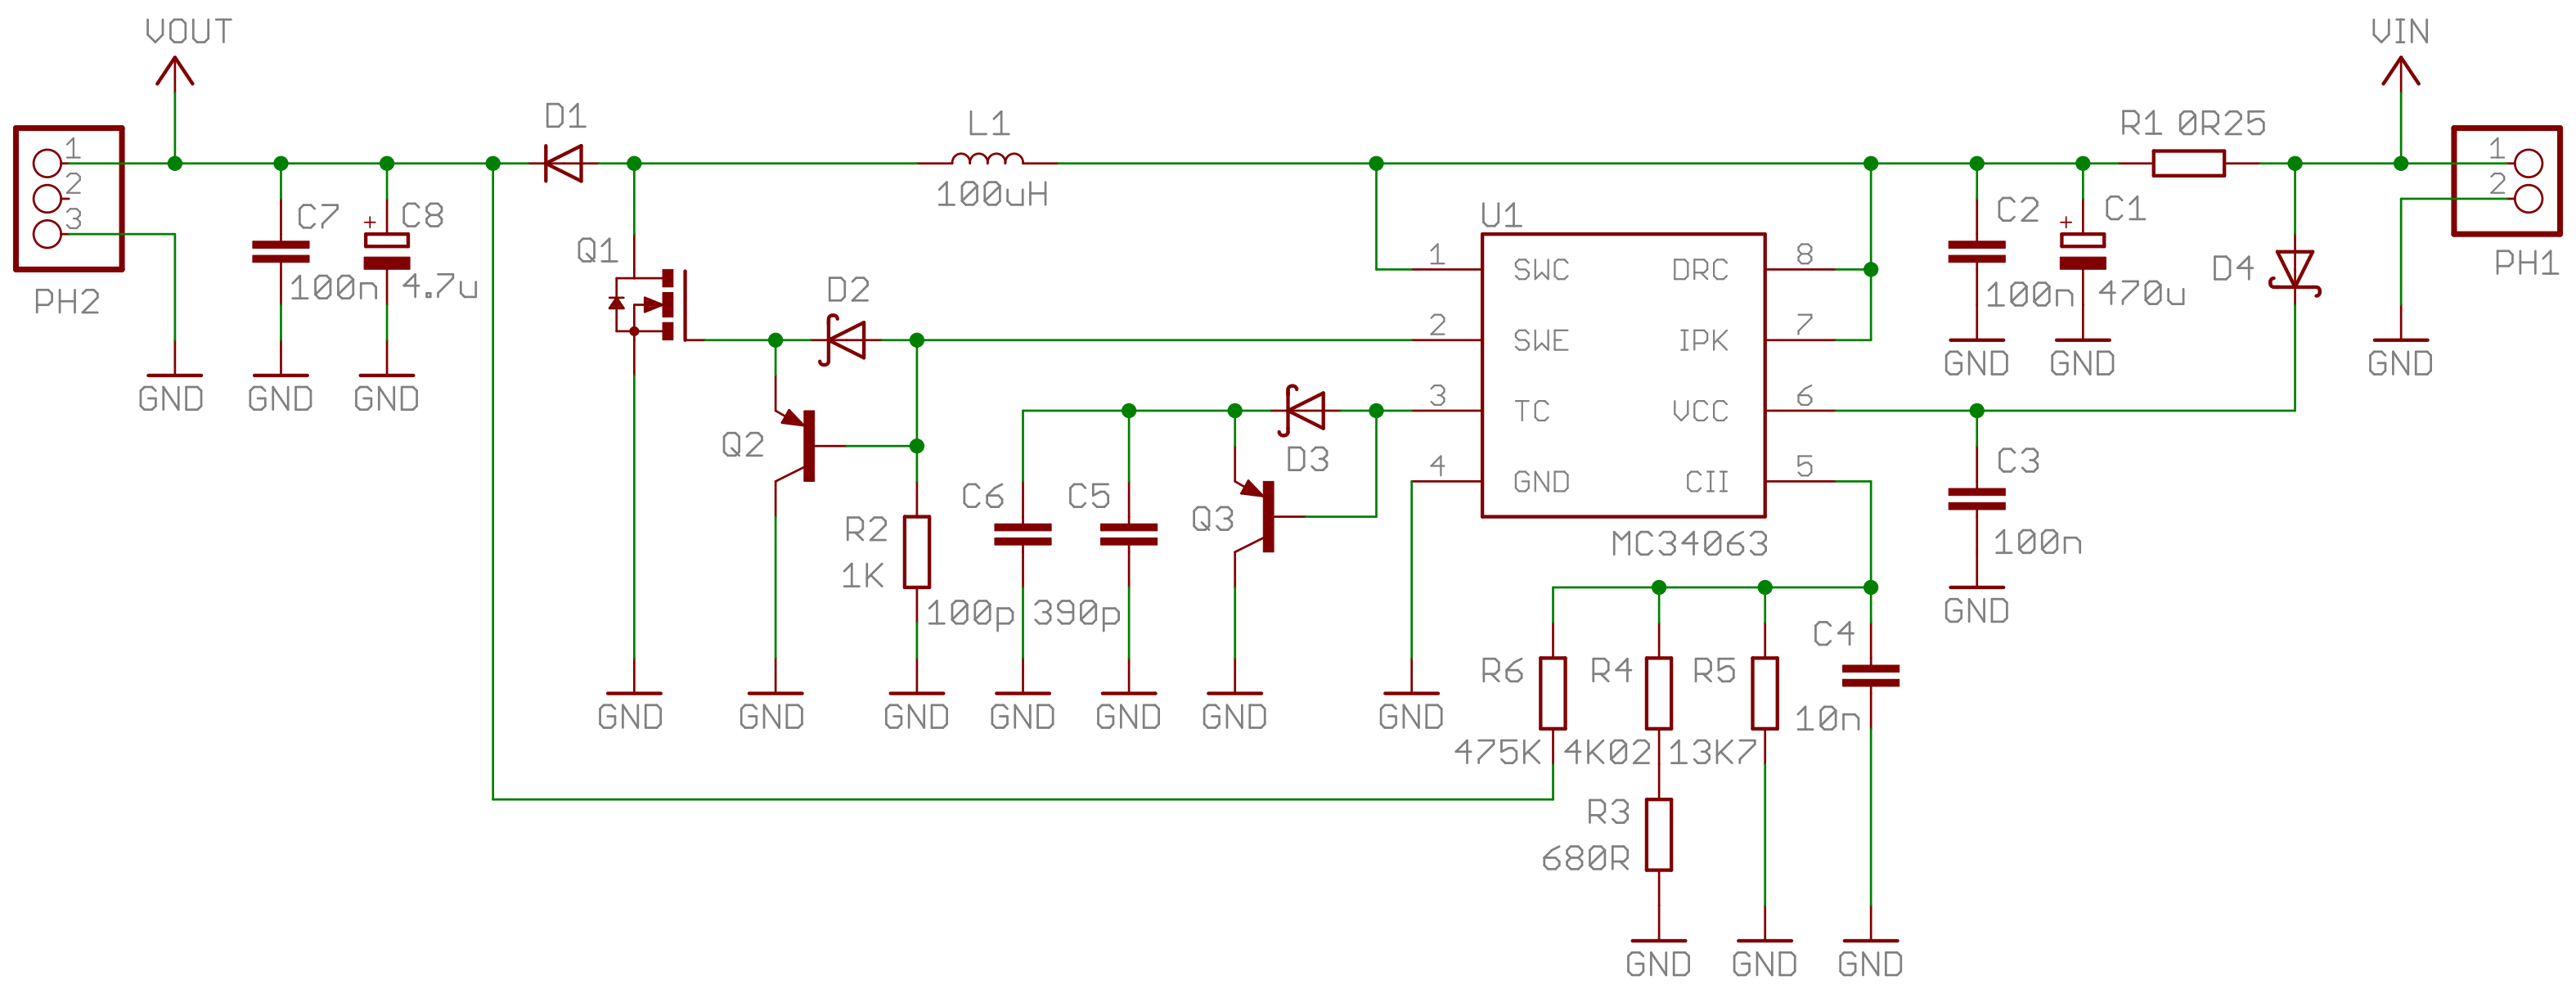 VOUT
VIN
D1
L1
R1 0R25
1
2
3
PH2
C7
100n
C8
+
4.7u
100uH
Q1
D2
U1
1
2
3
4
SWC
SWE
TC
GND
DRC
IPK
VCC
CII
8
7
6
5
MC34063
C2
100n
C1
+
470u
D4
1
2
PH1
GND
GND
GND
GND
GND
GND
Q2
D3
C6
C5
Q3
R2
1K
100p
390p
C3
100n
GND
C4
10n
R6
R4
R5
475K
4K02
13K7
GND
GND
GND
GND
GND
GND
GND
R3
680R
GND
GND
GND